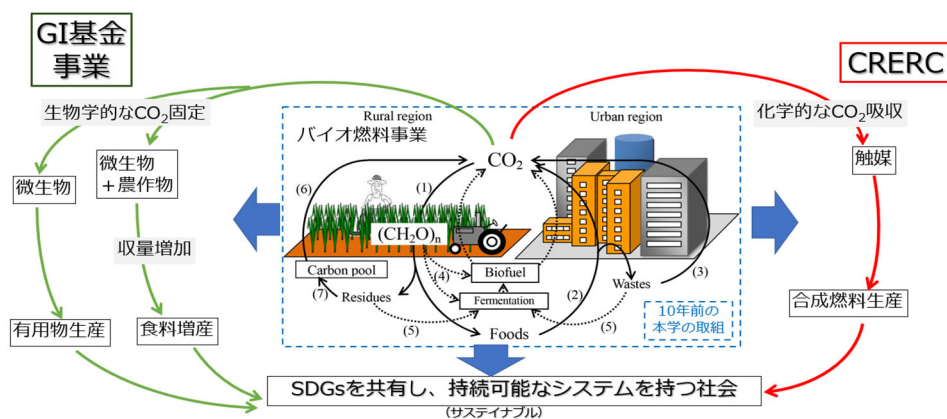 GI基金
事業
CRERC
生物学的なCO₂固定
化学的なCO₂吸収
Rural region
Urban region
バイオ燃料事業
CO₂
微生物
微生物
＋農作物
触媒
(6)
(1)
(CH₂O)n
収量増加
Carbon pool
(4)
Biofuel
Wastes
(3)
(7)
Residues
Fermentation
(2)
(5)
(5)
Foods
10年前の
本学の取組
有用物生産
食料増産
合成燃料生産
SDGsを共有し、持続可能なシステムを持つ社会
(サステイナブル)